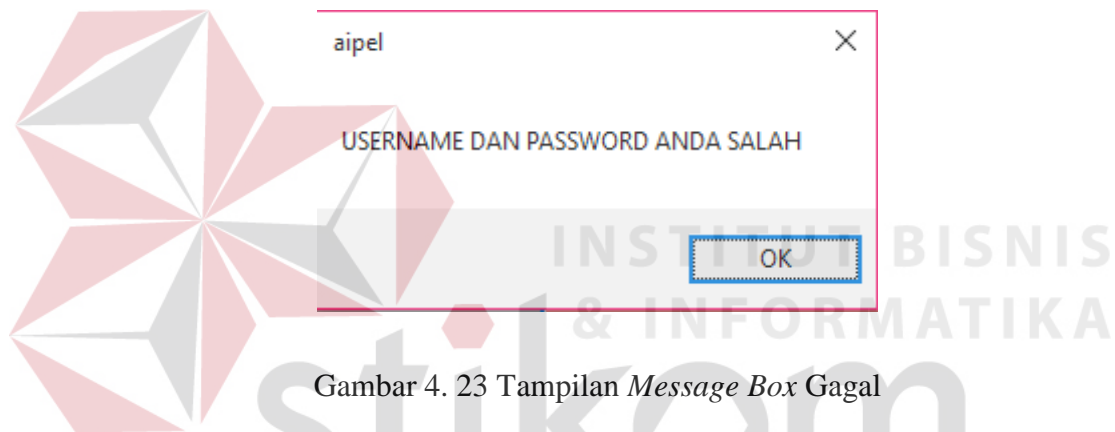 aipel
USERNAME DAN PASSWORD ANDA SALAH
OK
INSTITUT BISNIS
& INFORMATIKA
stikom
Gambar 4. 23 Tampilan Message Box Gagal